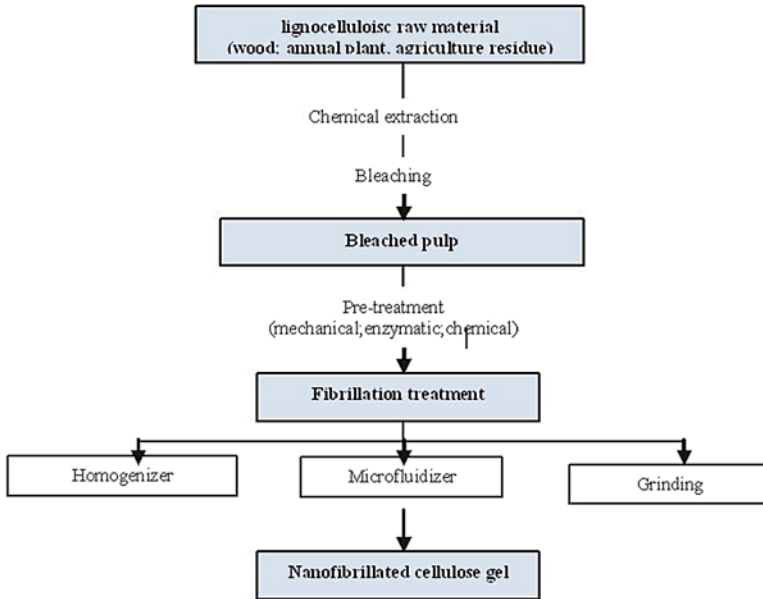 lignocelluloisc raw material
(wood; annual plant, agriculture residue)
Chemical extraction
Bleaching
Bleached pulp
Pre-treatment
(mechanical; enzymatic; chemical)
Fibrillation treatment
Homogenizer
Microfluidizer
Grinding
Nanofibrillated cellulose gel